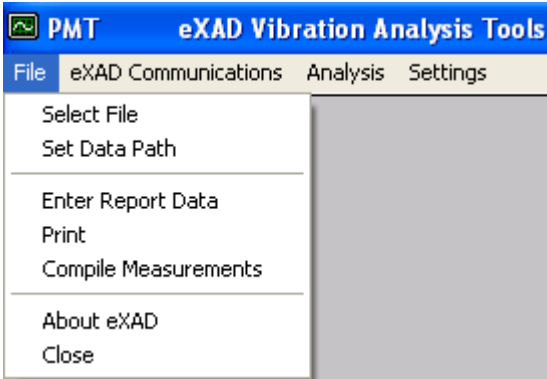 PMT eXAD Vibration Analysis Tools
File eXAD Communications Analysis Settings
Select File
Set Data Path
Enter Report Data
Print
Compile Measurements
About eXAD
Close